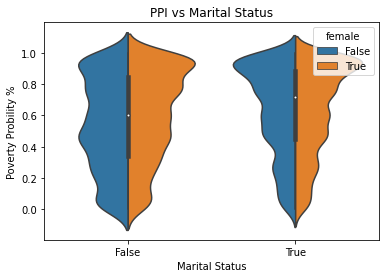 PPI vs Marital Status
female
False
True
1.0
0.8
0.6
0.4
0.2
0.0
Poverty Probility %
False
True
Marital Status